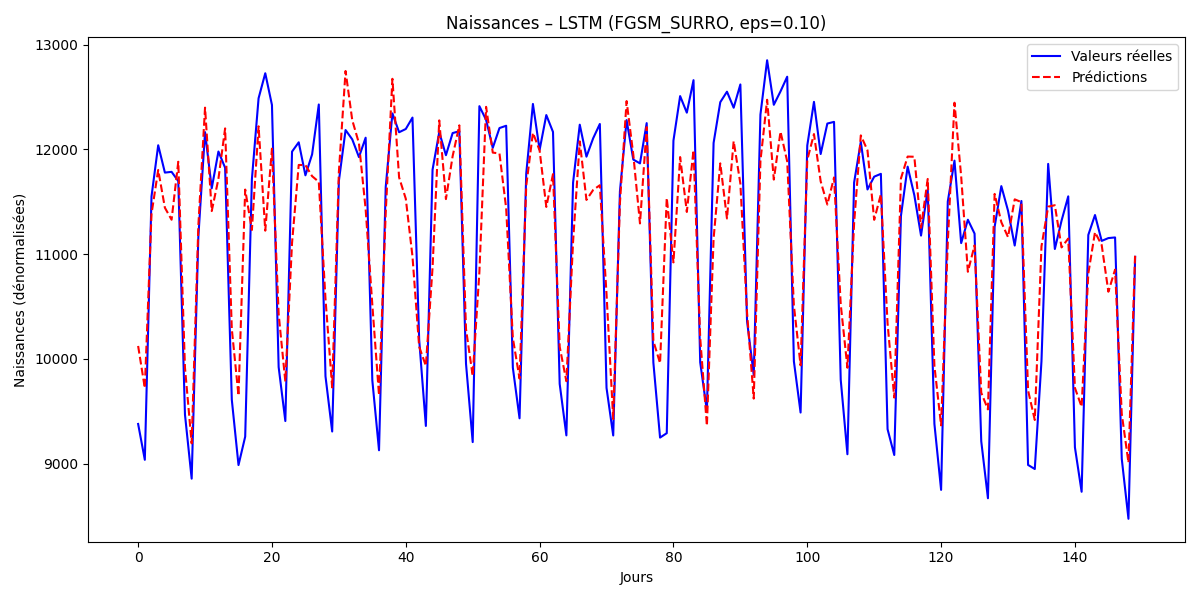 Naissances – LSTM (FGSM_SURRO, eps=0.10)
Valeurs réelles
Prédictions
Naissances (dénormalisées)
13000
12000
11000
10000
9000
0 20 40 60 80 100 120 140
Jours